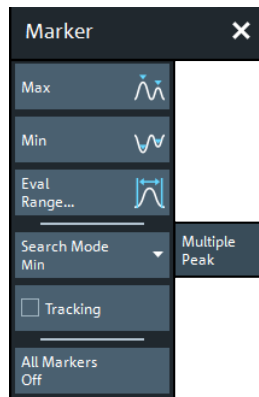 Marker
Max
Min
Eval
Range...
Search Mode
Min
Multiple
Peak
Tracking
All Markers
Off